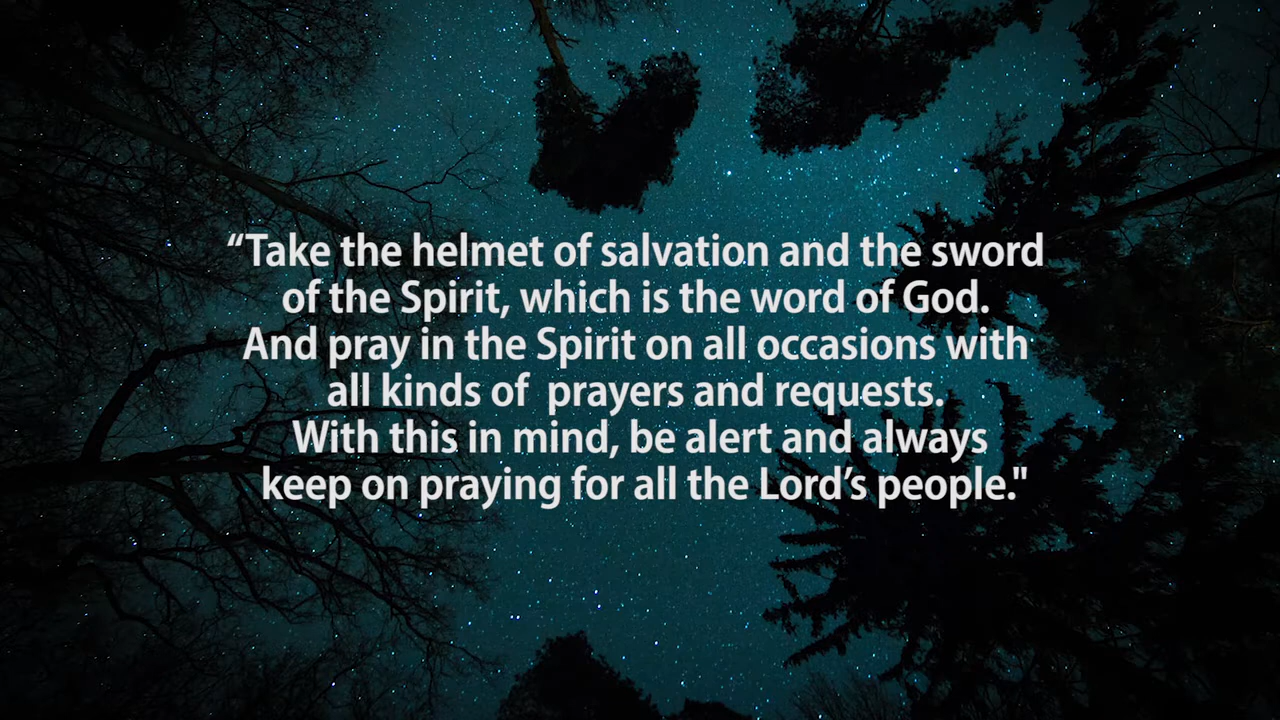 “Take the helmet of salvation and the sword
of the Spirit, which is the word of God.
And pray in the Spirit on all occasions with
all kinds of  prayers and requests.
With this in mind, be alert and always
keep on praying for all the Lord’s people."